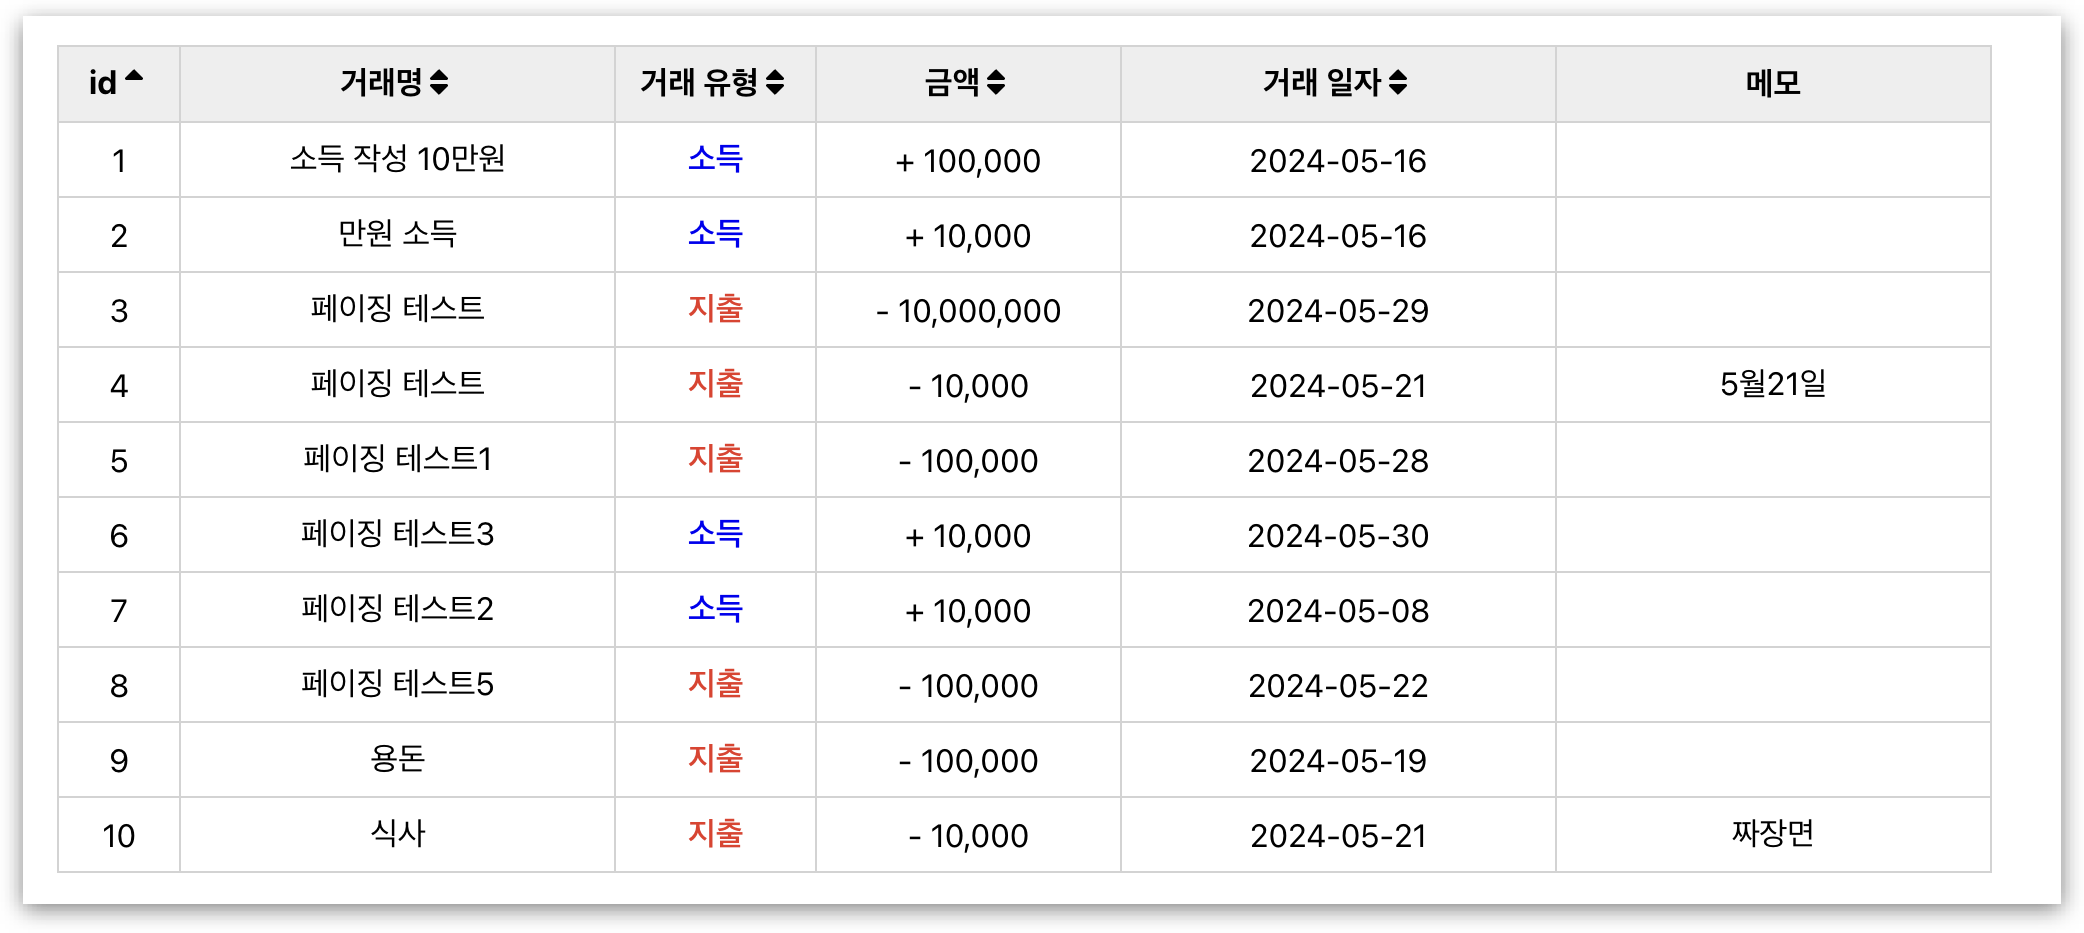 id 거래명 거래 유형 금액 거래 일자 메모
1 소득 작성 10만원 소득 + 100,000 2024-05-16
2 만원 소득 소득 + 10,000 2024-05-16
3 페이징 테스트 지출 - 10,000,000 2024-05-29
4 페이징 테스트 지출 - 10,000 2024-05-21 5월21일
5 페이징 테스트1 지출 - 100,000 2024-05-28
6 페이징 테스트3 소득 + 10,000 2024-05-30
7 페이징 테스트2 소득 + 10,000 2024-05-08
8 페이징 테스트5 지출 - 100,000 2024-05-22
9 용돈 지출 - 100,000 2024-05-19
10 식사 지출 - 10,000 2024-05-21 짜장면